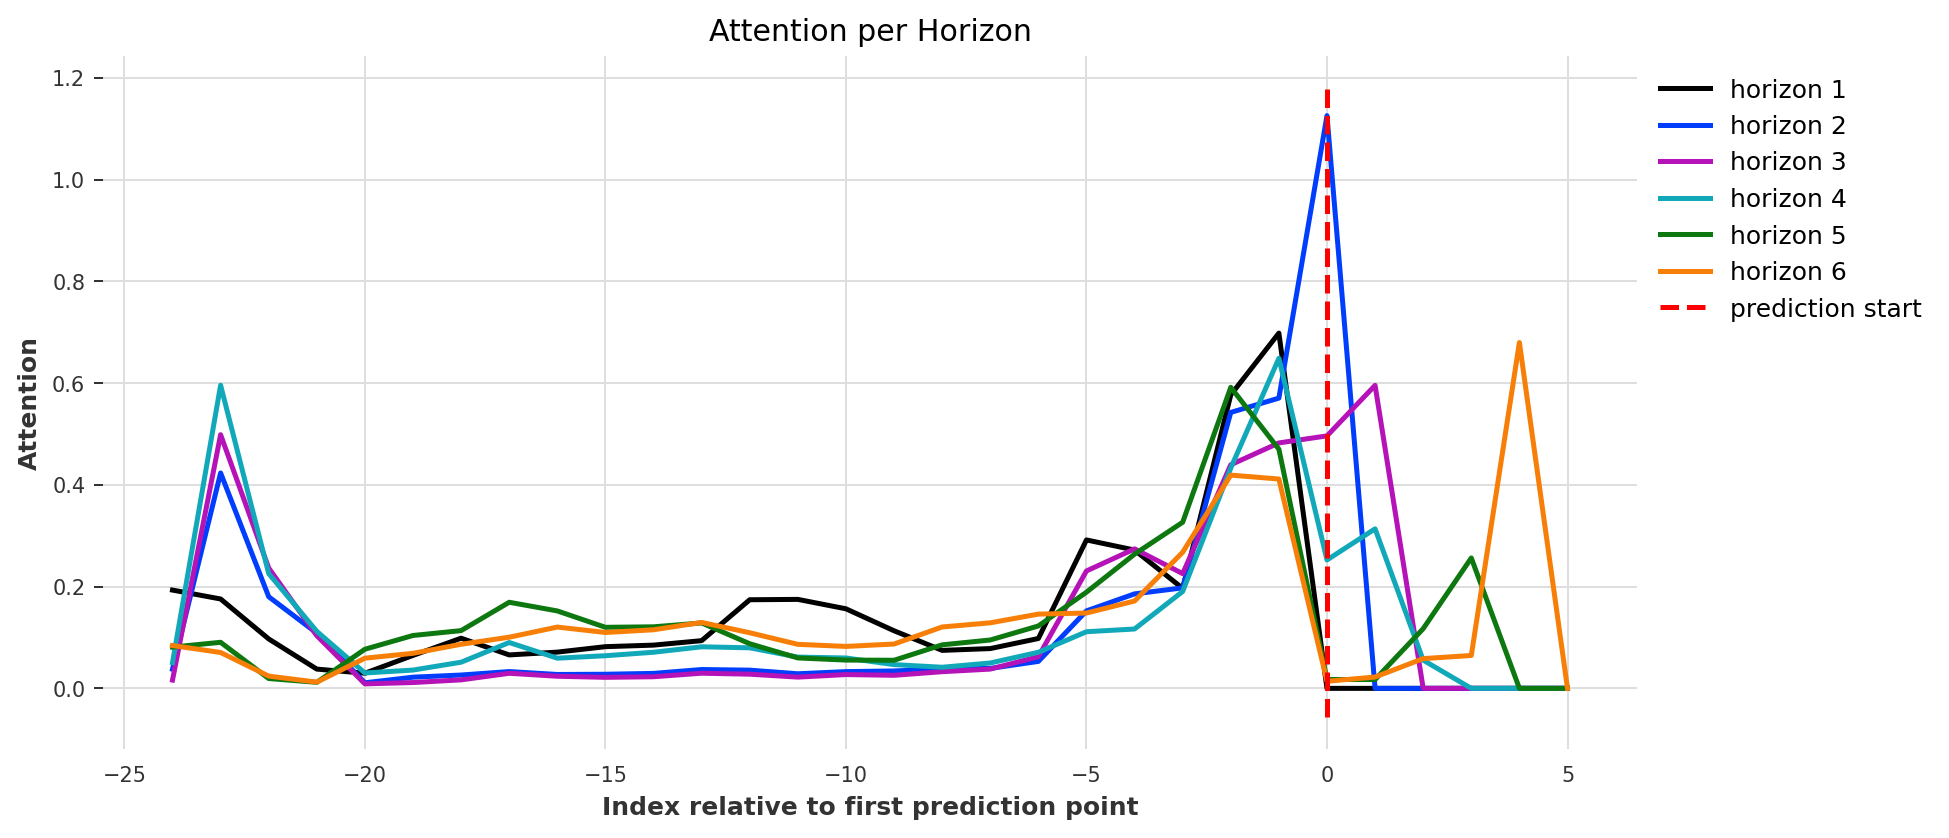 Attention per Horizon
1.2
1.0
0.8
0.6
0.4
0.2
0.0
Attention
−25
−20
−15
−10
−5
0
5
Index relative to first prediction point
horizon 1
horizon 2
horizon 3
horizon 4
horizon 5
horizon 6
prediction start